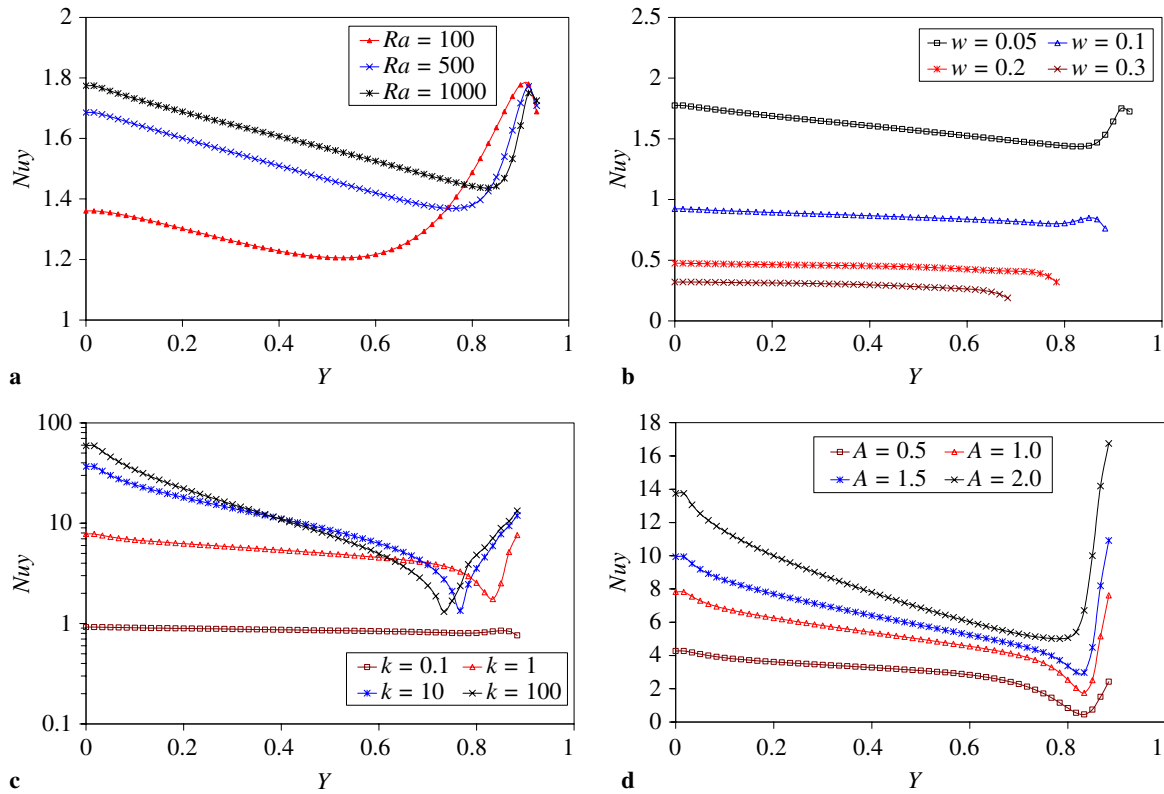 2
1.8
1.6
1.4
1.2
1
Nuy
Ra = 100
Ra = 500
Ra = 1000
0 0.2 0.4 0.6 0.8 1
Y
a
2.5
2
1.5
1
0.5
0
Nuy
w = 0.05 w = 0.1
w = 0.2 w = 0.3
0 0.2 0.4 0.6 0.8 1
Y
b
100
10
1
0.1
Nuy
k = 0.1 k = 1
k = 10 k = 100
0 0.2 0.4 0.6 0.8 1
Y
c
18
16
14
12
10
8
6
4
2
0
Nuy
A = 0.5 A = 1.0
A = 1.5 A = 2.0
0 0.2 0.4 0.6 0.8 1
Y
d